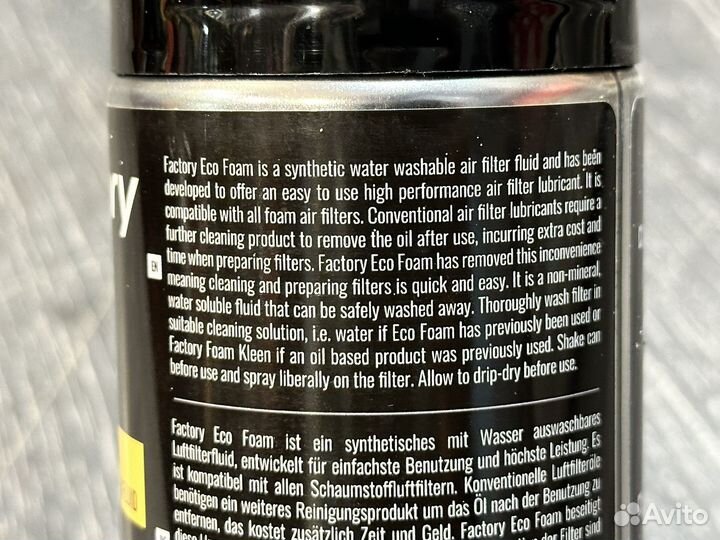 ry
EN
Factory Eco Foam is a synthetic water washable air filter fluid and has been
developed to offer an easy to use high performance air filter lubricant. It is
compatible with all foam air filters. Conventional air filter lubricants require a
further cleaning product to remove the oil after use, incurring extra cost and
time when preparing filters. Factory Eco Foam has removed this inconvenience
meaning cleaning and preparing filters is quick and easy. It is a non-mineral,
water soluble fluid that can be safely washed away. Thoroughly wash filter in
suitable cleaning solution, i.e. water if Eco Foam has previously been used or
Factory Foam Kleen if an oil based product was previously used. Shake can
before use and spray liberally on the filter. Allow to drip-dry before use.
Factory Eco Foam ist ein synthetisches mit Wasser auswaschbares
Luftfilterfluid, entwickelt für einfachste Benutzung und höchste Leistung. Es
ist kompatibel mit allen Schaumstoffluftfiltern. Konventionelle Luftfilteröle
benötigen ein weiteres Reinigungsprodukt um das Öl nach der Benutzung zu
entfernen, das kostet zusätzlich Zeit und Geld. Factory Eco Foam beseitigt
der Filter sind
Avito